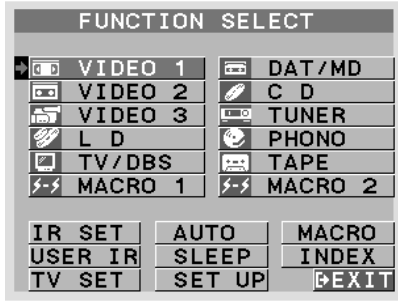 FUNCTION SELECT
VIDEO 1 DAT/MD
VIDEO 2 C D
VIDEO 3 TUNER
L D PHONO
TV/DBS TAPE
MACRO 1 MACRO 2
IR SET AUTO MACRO
USER IR SLEEP INDEX
TV SET SET UP EXIT